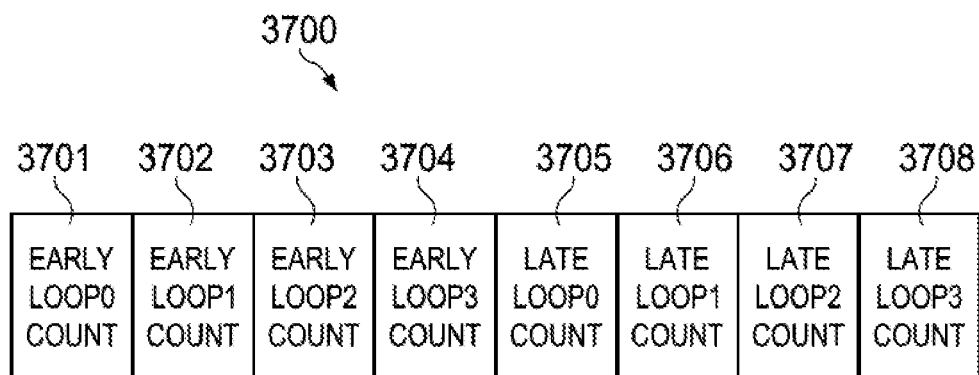 3700
3701 3702 3703 3704 3705 3706 3707 3708
EARLY LOOP0 COUNT
EARLY LOOP1 COUNT
EARLY LOOP2 COUNT
EARLY LOOP3 COUNT
LATE LOOP0 COUNT
LATE LOOP1 COUNT
LATE LOOP2 COUNT
LATE LOOP3 COUNT